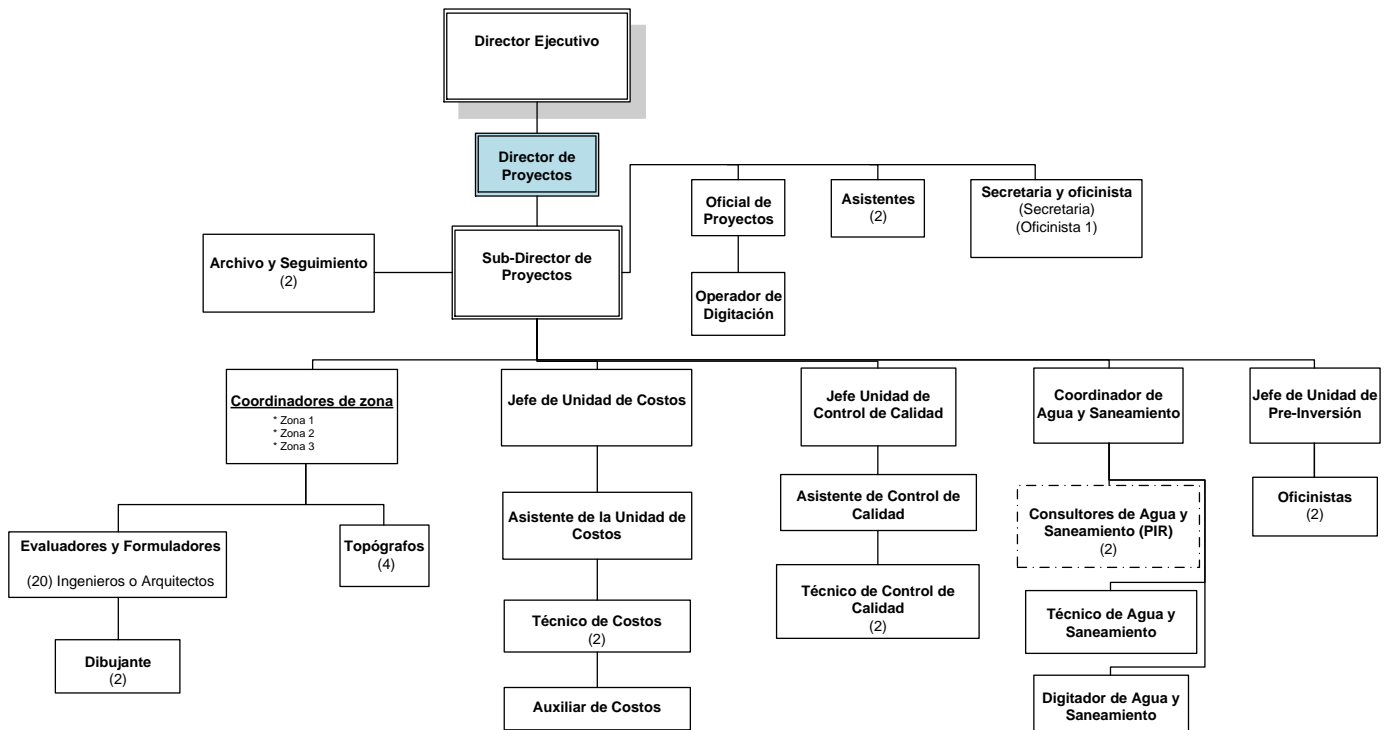 Director Ejecutivo
Director de
Proyectos
Sub-Director de
Proyectos
Archivo y Seguimiento
(2)
Oficial de
Proyectos
Operador de
Digitación
Asistentes
(2)
Secretaria y oficinista
(Secretaria)
(Oficinista 1)
Coordinadores de zona
* Zona 1
* Zona 2
* Zona 3
Evaluadores y Formuladores
(20) Ingenieros o Arquitectos
Dibujante
(2)
Topógrafos
(4)
Jefe de Unidad de Costos
Asistente de la Unidad de
Costos
Técnico de Costos
(2)
Auxiliar de Costos
Jefe Unidad de
Control de Calidad
Asistente de Control de
Calidad
Técnico de Control de
Calidad
(2)
Coordinador de
Agua y Saneamiento
Consultores de Agua y
Saneamiento (PIR)
(2)
Técnico de Agua y
Saneamiento
Digitador de Agua y
Saneamiento
Jefe de Unidad de
Pre-Inversión
Oficinistas
(2)